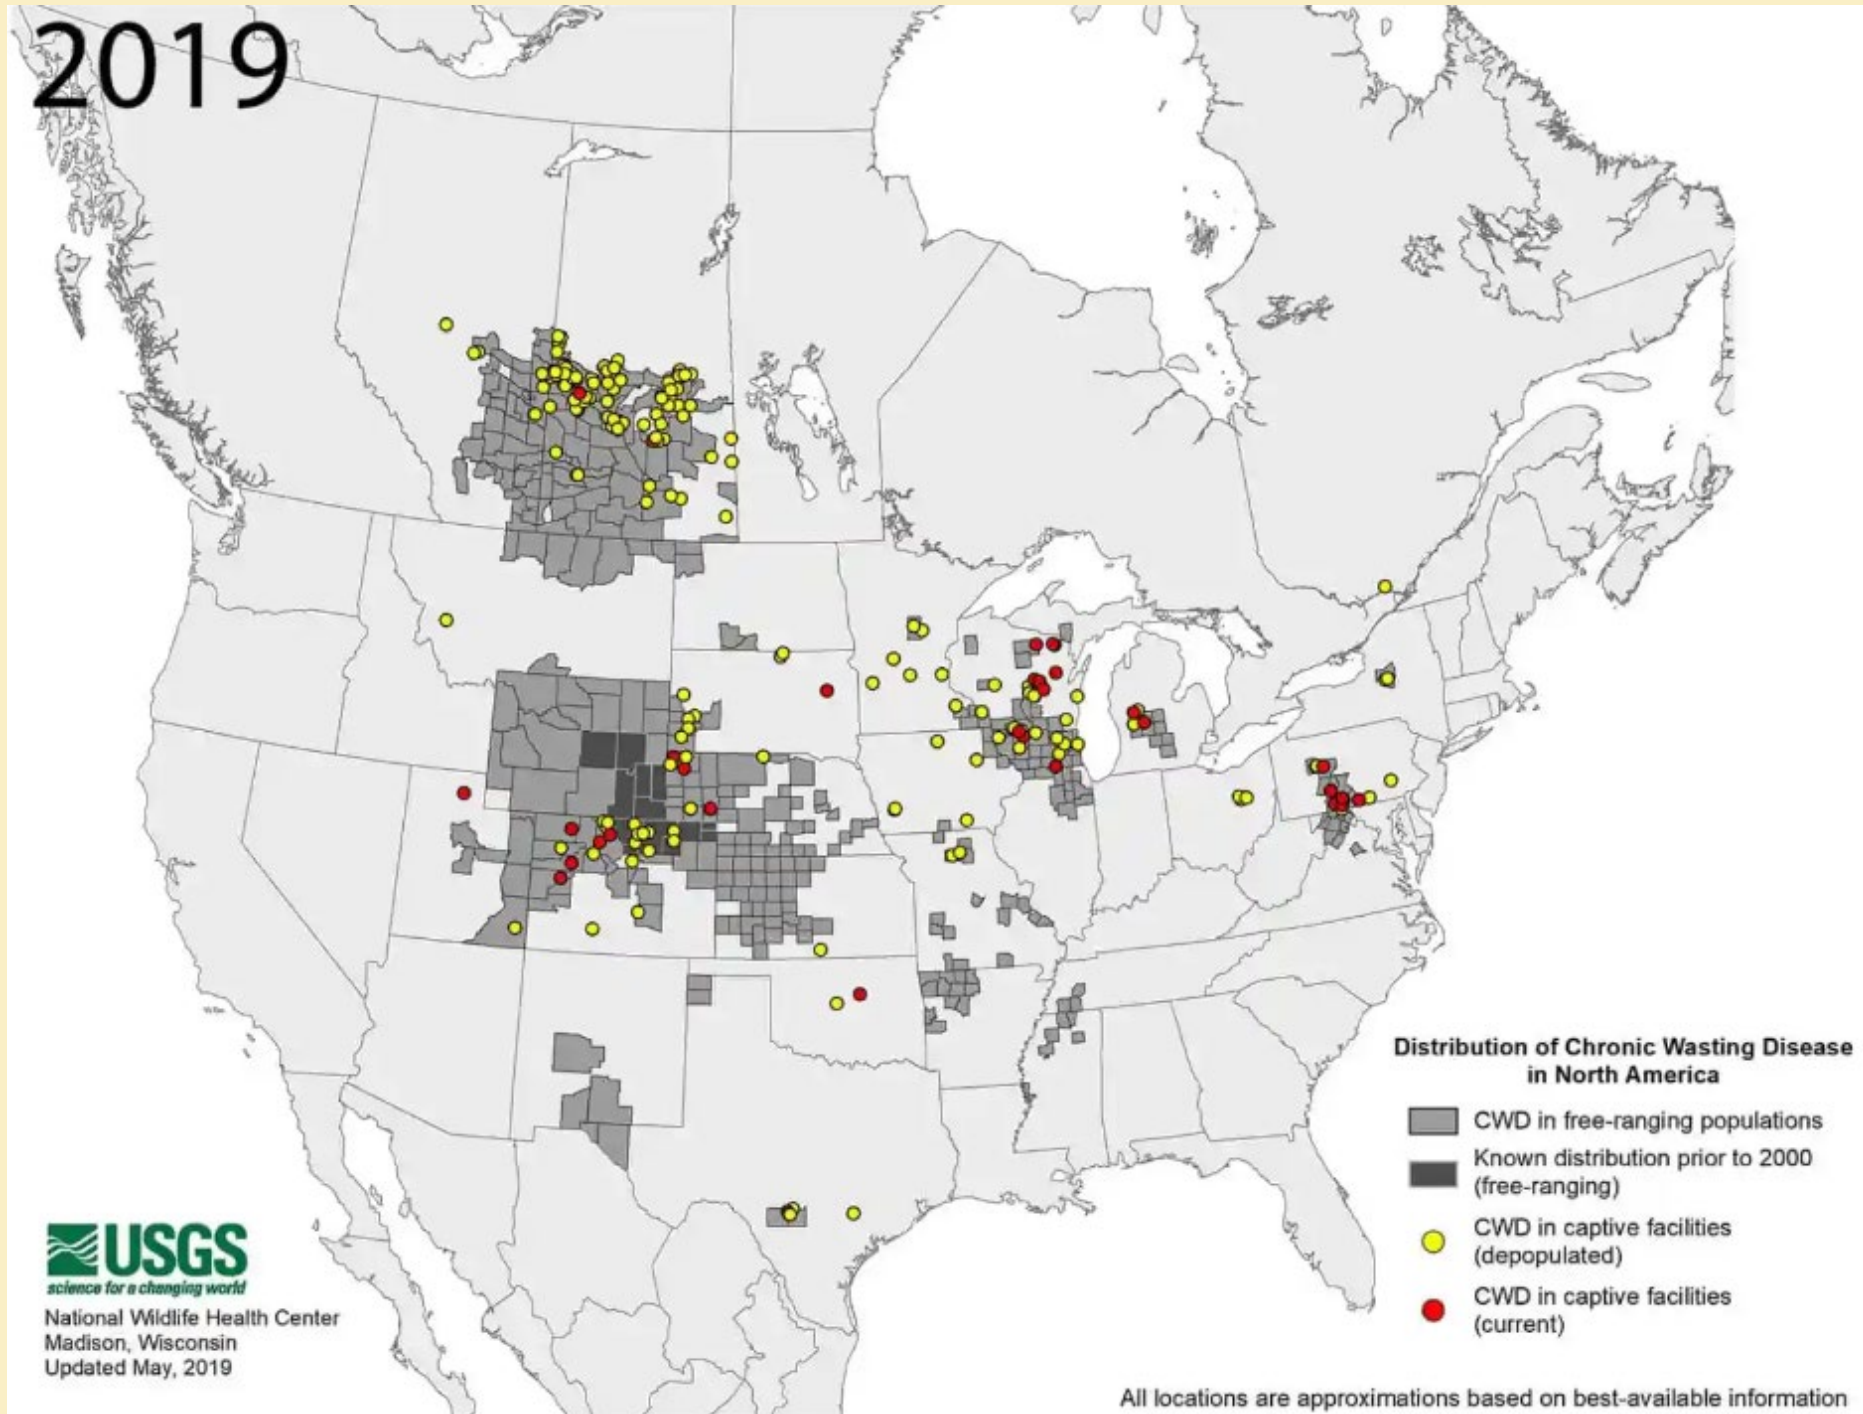 2019
Distribution of Chronic Wasting Disease
in North America
CWD in free-ranging populations
Known distribution prior to 2000
(free-ranging)
CWD in captive facilities
(depopulated)
CWD in captive facilities
(current)
USGS
science for a changing world
National Wildlife Health Center
Madison, Wisconsin
Updated May, 2019
All locations are approximations based on best-available information